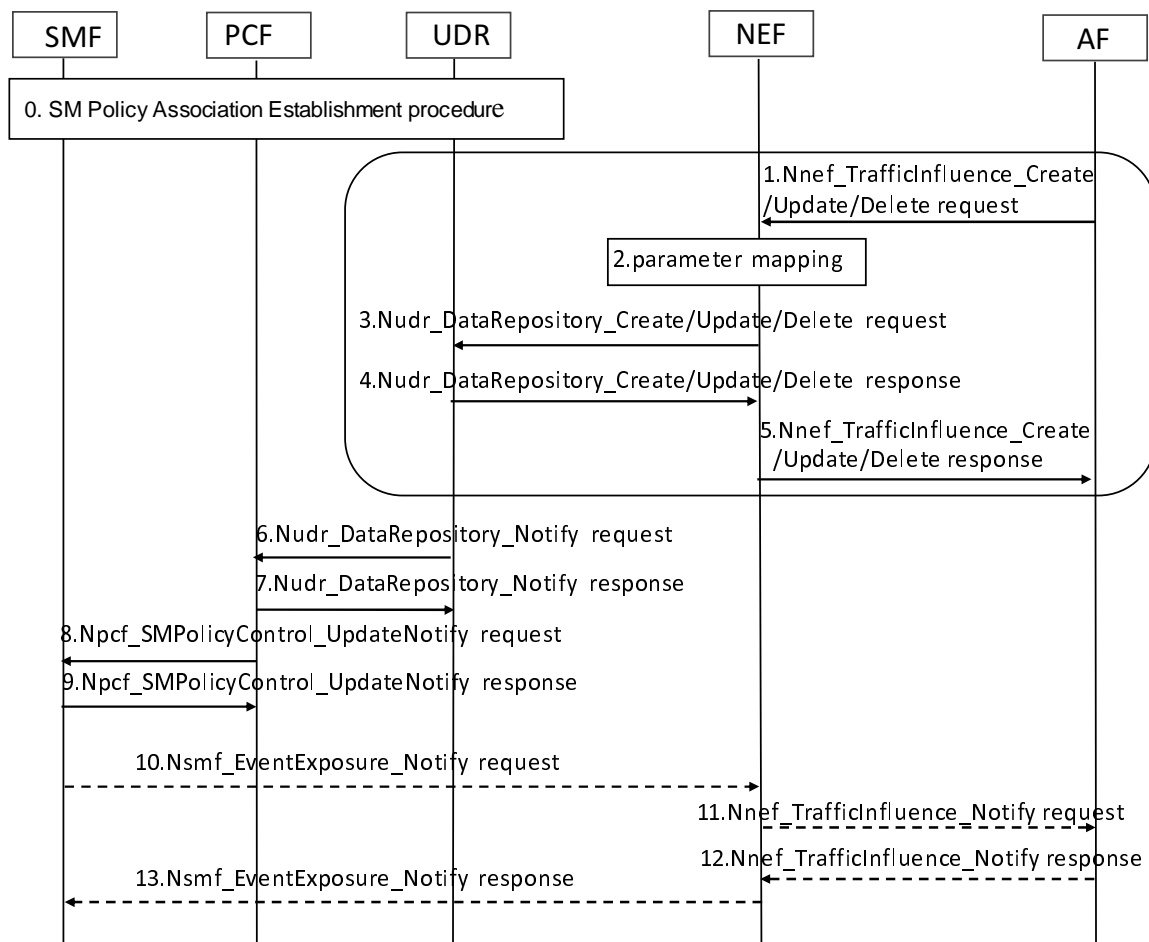 SMF
PCF
UDR
NEF
AF
0. SM Policy Association Establishment procedure
1.Nnef_TrafficInfluence_Create
/Update/Delete request
2.parameter mapping
3.Nudr_DataRepository_Create/Update/Delete request
4.Nudr_DataRepository_Create/Update/Delete response
5.Nnef_TrafficInfluence_Create
/Update/Delete response
6.Nudr_DataRepository_Notify request
7.Nudr_DataRepository_Notify response
8.Npcf_SMPolicyControl_UpdateNotify request
9.Npcf_SMPolicyControl_UpdateNotify response
10.Nsmf_EventExposure_Notify request
11.Nnef_TrafficInfluence_Notify request
12.Nnef_TrafficInfluence_Notify response
13.Nsmf_EventExposure_Notify response